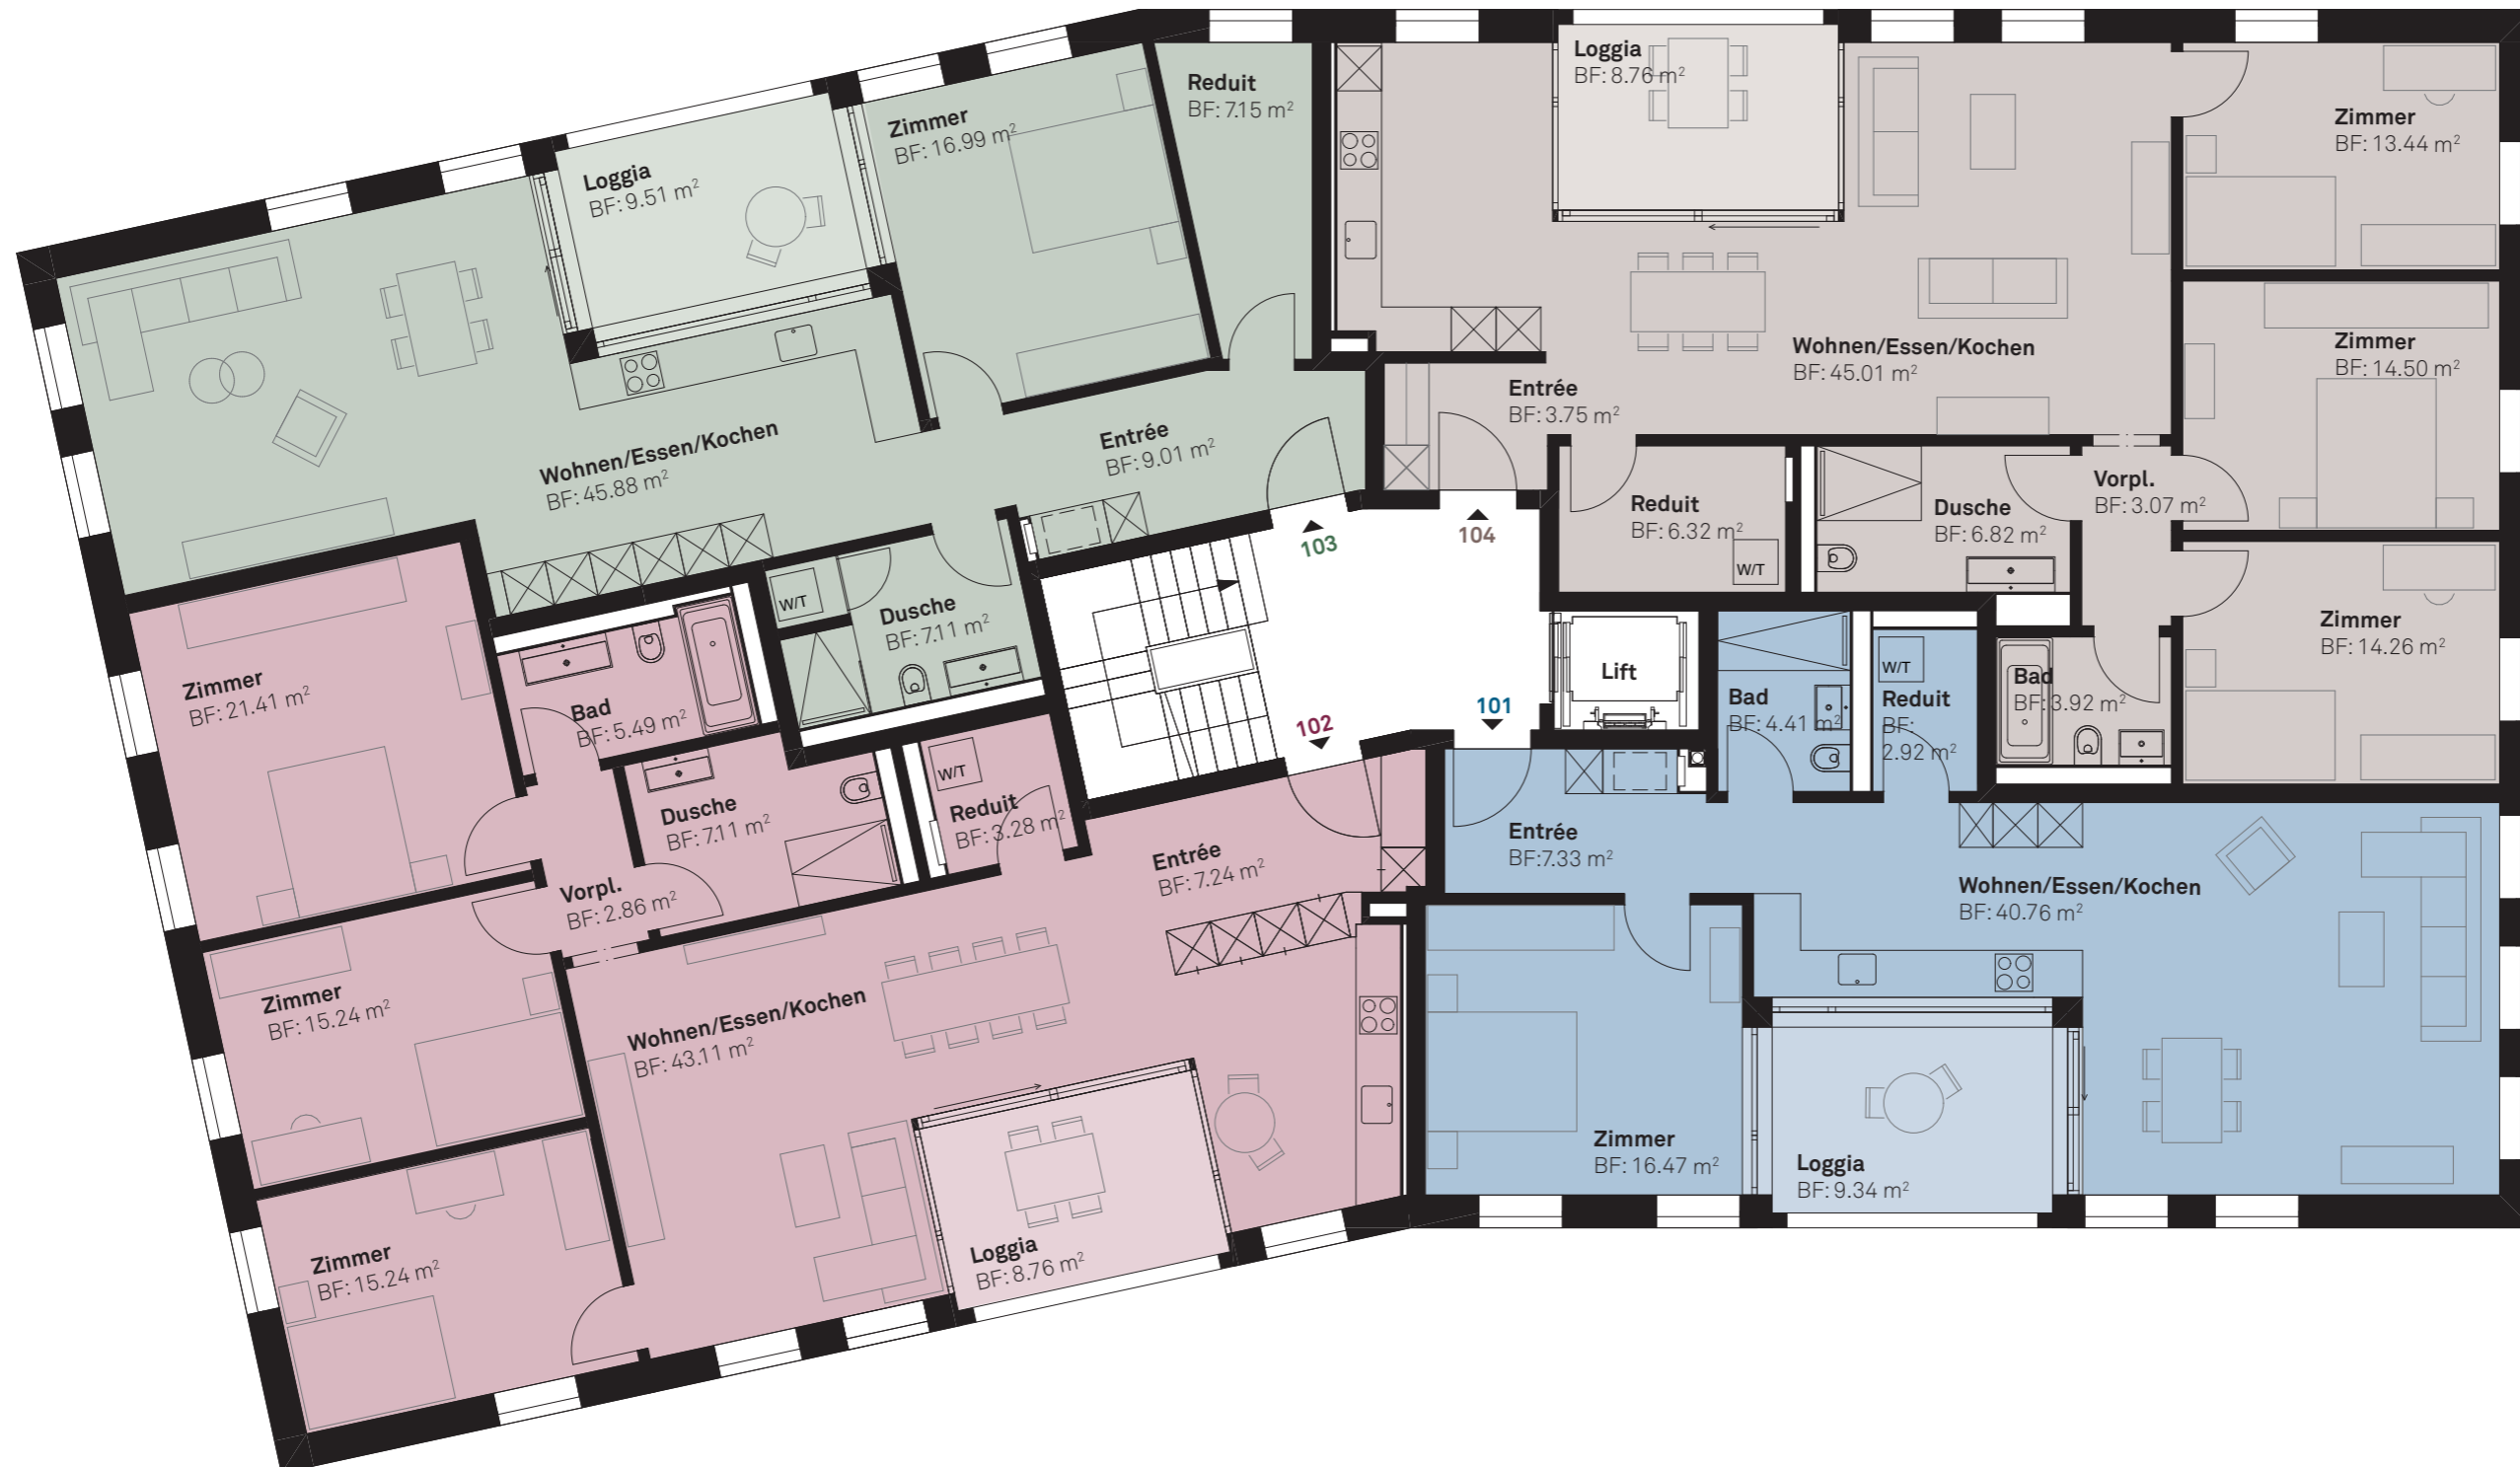 Loggia
BF: 9.51 m²
Zimmer
BF: 16.99 m²
Reduit
BF: 7.15 m²
Wohnen/Essen/Kochen
BF: 45.88 m²
Entrée
BF: 9.01 m²
W/T
Dusche
BF: 7.11 m²
103
Loggia
BF: 8.76 m²
Zimmer
BF: 13.44 m²
Wohnen/Essen/Kochen
BF: 45.01 m²
Zimmer
BF: 14.50 m²
Entrée
BF: 3.75 m²
104
Reduit
BF: 6.32 m²
W/T
Dusche
BF: 6.82 m²
Vorpl.
BF: 3.07 m²
Zimmer
BF: 14.26 m²
Bad
BF: 3.92 m²
Lift
Zimmer
BF: 21.41 m²
Bad
BF: 5.49 m²
Dusche
BF: 7.11 m²
W/T
Reduit
BF: 3.28 m²
102
Entrée
BF: 7.24 m²
Vorpl.
BF: 2.86 m²
Zimmer
BF: 15.24 m²
Wohnen/Essen/Kochen
BF: 43.11 m²
Zimmer
BF: 15.24 m²
Loggia
BF: 8.76 m²
101
Bad
BF: 4.41 m²
W/T
Reduit
BF:
2.92 m²
Entrée
BF:7.33 m²
Wohnen/Essen/Kochen
BF: 40.76 m²
Zimmer
BF: 16.47 m²
Loggia
BF: 9.34 m²